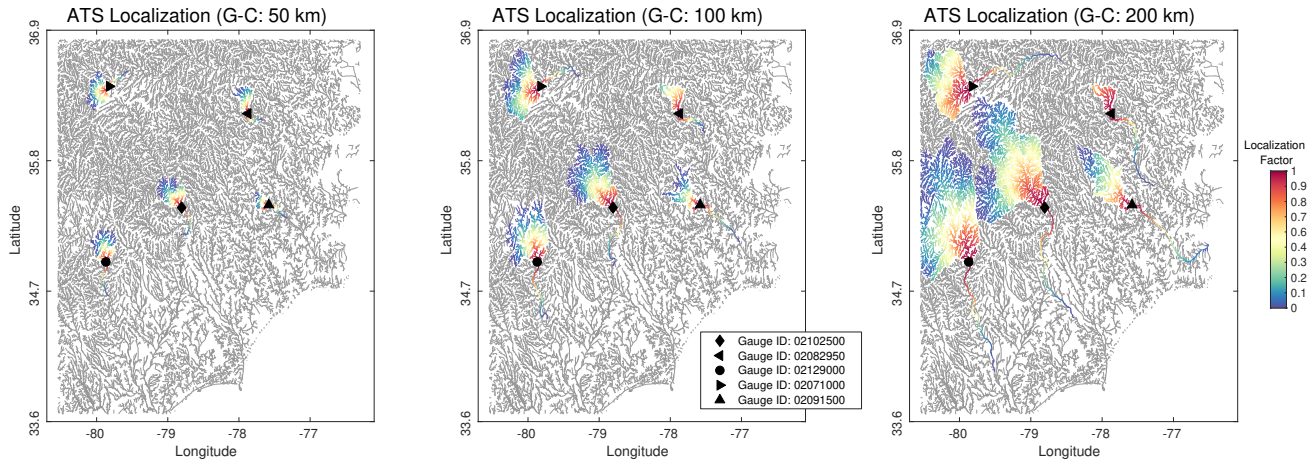 ATS Localization (G-C: 50 km)
36.9
35.8
34.7
33.6
Latitude
-80
-79
-78
-77
Longitude
ATS Localization (G-C: 100 km)
36.9
35.8
34.7
33.6
Latitude
-80
-79
-78
-77
Longitude
Gauge ID: 02102500
Gauge ID: 02082950
Gauge ID: 02129000
Gauge ID: 02071000
Gauge ID: 02091500
ATS Localization (G-C: 200 km)
36.9
35.8
34.7
33.6
Latitude
-80
-79
-78
-77
Longitude
Localization
Factor
1
0.9
0.8
0.7
0.6
0.5
0.4
0.3
0.2
0.1
0